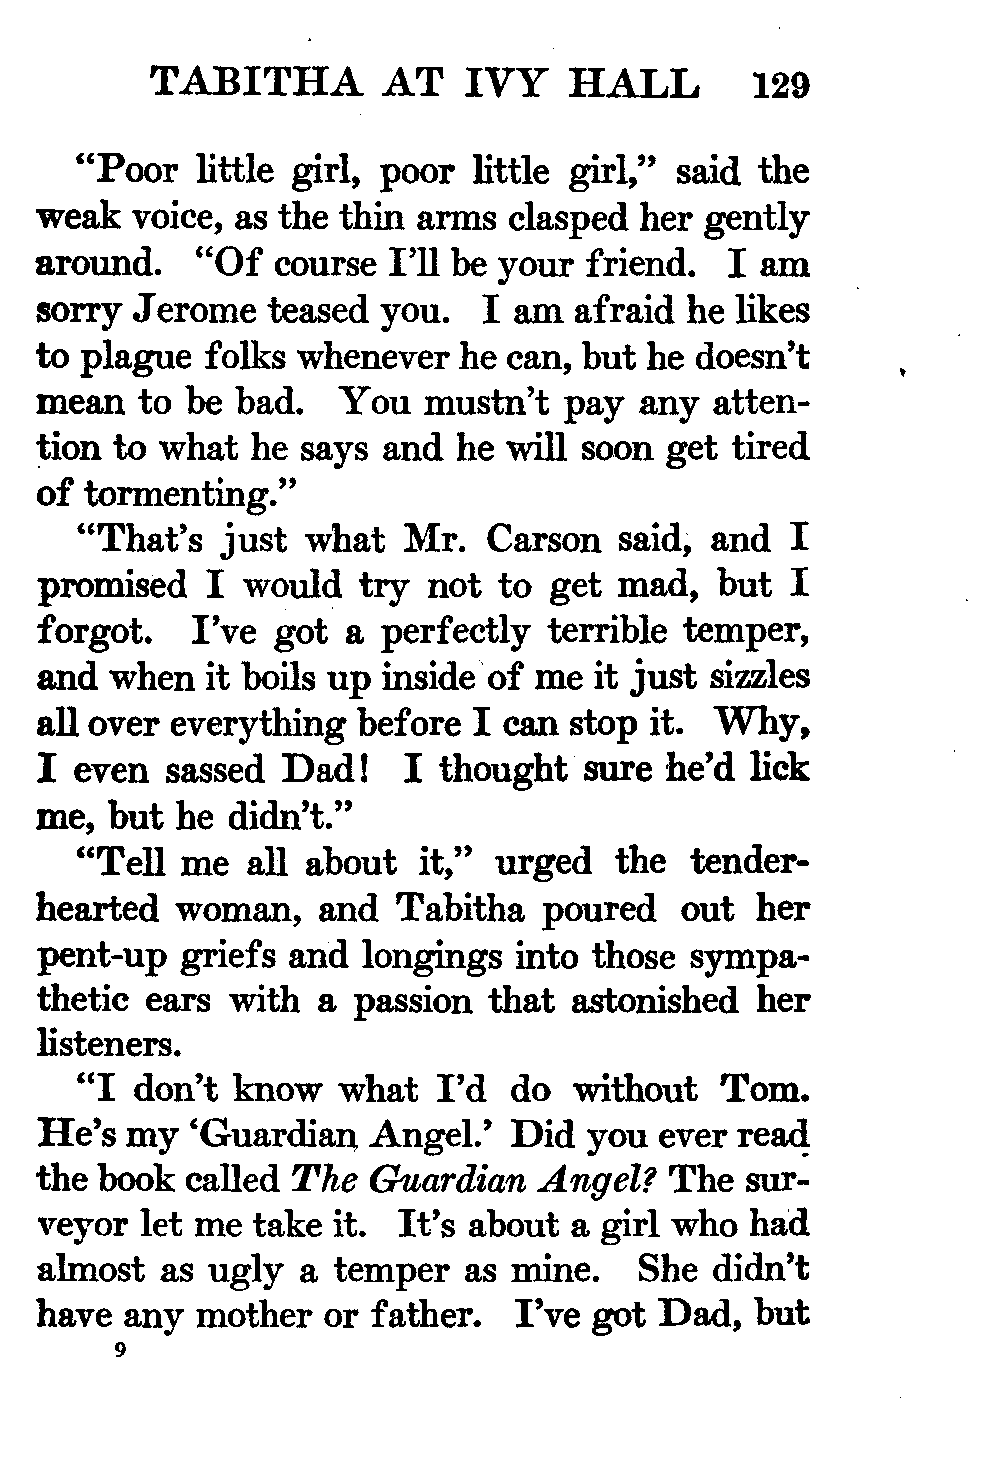 TABITHA AT IVY HALL 129
“Poor little girl, poor little girl,” said the
weak voice, as the thin arms clasped her gently
around. “Of course I’ll be your friend. I am
sorry Jerome teased you. I am afraid he likes
to plague folks whenever he can, but he doesn’t
mean to be bad. You mustn’t pay any atten-
tion to what he says and he will soon get tired
of tormenting.”
“That’s just what Mr. Carson said, and I
promised I would try not to get mad, but I
forgot. I’ve got a perfectly terrible temper,
and when it boils up inside of me it just sizzles
all over everything before I can stop it. Why,
I even sassed Dad! I thought sure he’d lick
me, but he didn’t.”
“Tell me all about it,” urged the tender-
hearted woman, and Tabitha poured out her
pent-up griefs and longings into those sympa-
thetic ears with a passion that astonished her
listeners.
“I don’t know what I’d do without Tom.
He’s my ‘Guardian Angel.’ Did you ever read
the book called The Guardian Angel? The sur-
veyor let me take it. It’s about a girl who had
almost as ugly a temper as mine. She didn’t
have any mother or father. I’ve got Dad, but
9